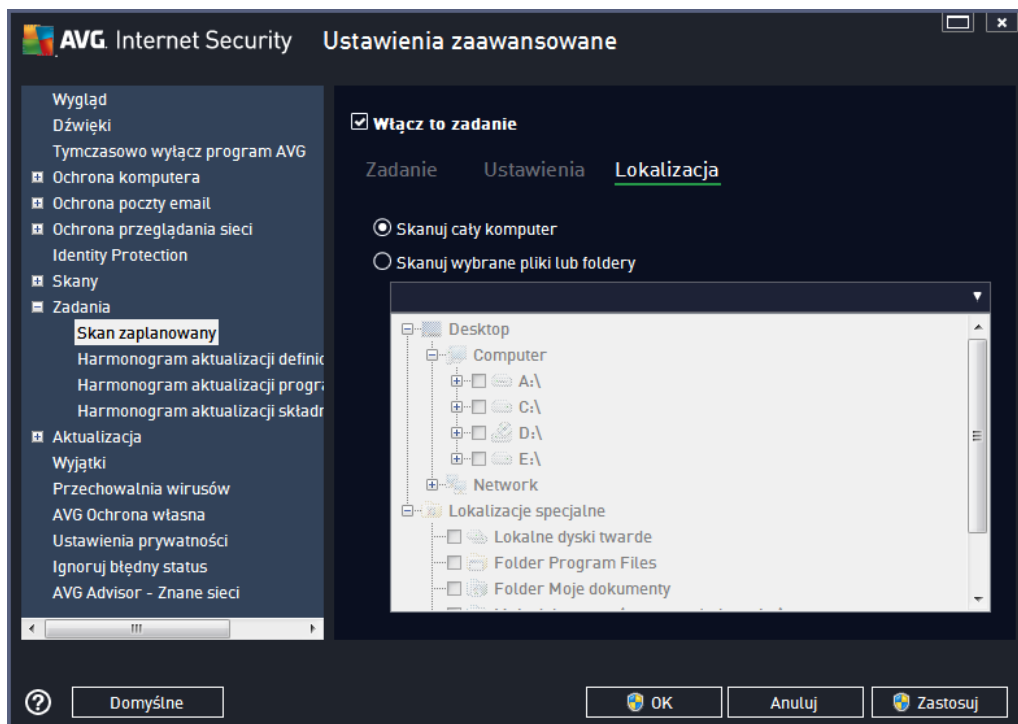 AVG. Internet Security Ustawienia zaawansowane
Wygląd
Dźwięki
Tymczasowo wyłącz program AVG
Ochrona komputera
Ochrona poczty email
Ochrona przeglądania sieci
Identity Protection
Skany
Zadania
Skan zaplanowany
Harmonogram aktualizacji definic
Harmonogram aktualizacji progra
Harmonogram aktualizacji składn
Aktualizacja
Wyjątki
Przechowalnia wirusów
AVG Ochrona własna
Ustawienia prywatności
Ignoruj błędny status
AVG Advisor - Znane sieci
Włącz to zadanie
Zadanie Ustawienia Lokalizacja
Skanuj cały komputer
Skanuj wybrane pliki lub foldery
Desktop
Computer
A:\
C:\
D:\
E:\
Network
Lokalizacje specjalne
Lokalne dyski twarde
Folder Program Files
Folder Moje dokumenty
Domyślne OK Anuluj Zastosuj